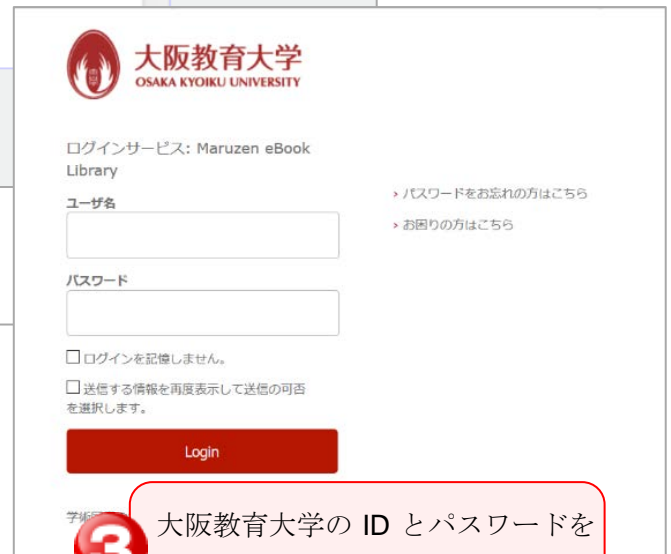 大阪教育大学
OSAKA KYOIKU UNIVERSITY
ログインサービス: Maruzen eBook
Library
ユーザ名
パスワード
ログインを記憶しません。
送信する情報を再度表示して送信の可否
を選択します。
Login
> パスワードをお忘れの方はこちら
> お困りの方はこちら
学術
3
大阪教育大学の ID とパスワードを